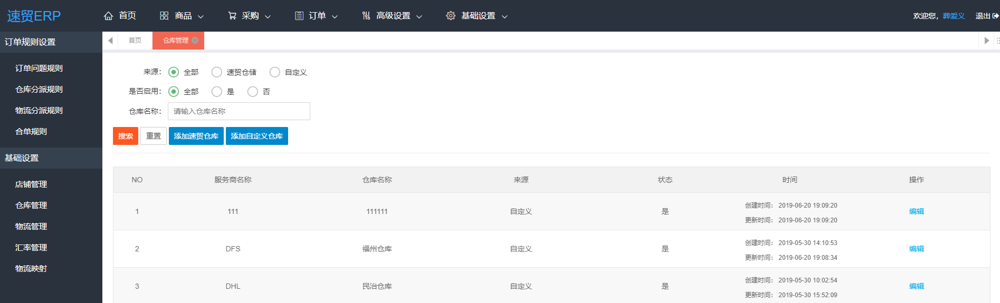 速贸ERP 首页 商品 采购 订单 高级设置 基础设置 欢迎您，葬爱义 退出
订单规则设置
订单问题规则
仓库分派规则
物流分派规则
合单规则
基础设置
店铺管理
仓库管理
物流管理
汇率管理
物流映射
首页 仓库管理
来源： 全部 速贸仓储 自定义
是否启用： 全部 是 否
仓库名称： 请输入仓库名称
搜索 重置 添加速贸仓库 添加自定义仓库
NO 服务商名称 仓库名称 来源 状态 时间 操作
1 111 111111 自定义 是 创建时间： 2019-06-20 19:09:20 编辑
更新时间： 2019-06-20 19:09:20
2 DFS 福州仓库 自定义 是 创建时间： 2019-05-30 14:10:53 编辑
更新时间： 2019-06-20 19:08:34
3 DHL 民治仓库 自定义 是 创建时间： 2019-05-30 10:02:54 编辑
更新时间： 2019-05-30 15:52:09